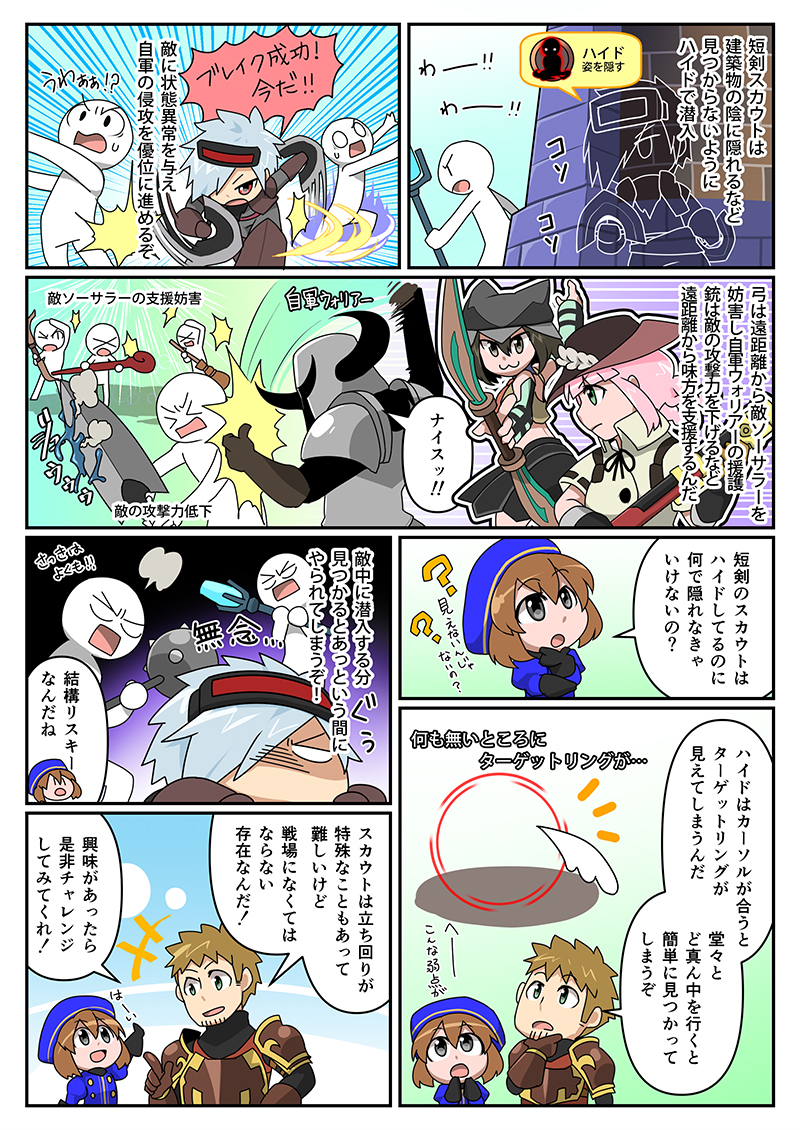 短剣スカウトは
建築物の陰に隠れるなど
見つからないように
ハイドで潜入
ハイド
姿を隠す
わー!!
わー!!
コソ
コソ
ブレイク成功!
今だ!!
うわぁぁ!?
敵に状態異常を与え
自軍の侵攻を優位に進めるぞ
弓は遠距離から敵ソーサラーを
妨害し自軍ウォリアーの援護
銃は敵の攻撃力を下げるなど
遠距離から味方を支援するんだ
ナイスッ!!
自軍ウォリアー
敵ソーサラーの支援妨害
敵の攻撃力低下
短剣のスカウトは
ハイドしてるのに
何で隠れなきゃ
いけないの?
見えないんじゃ
ないの?
ハイドはカーソルが合うと
ターゲットリングが
見えてしまうんだ
堂々と
ど真ん中を行くと
簡単に見つかって
しまうぞ
何も無いところに
ターゲットリングが…
こんな弱点が
敵中に潜入する分
見つかるとあっという間に
やられてしまうぞ!
さっきは
よくも!!
無念…
ぐぅ
結構リスキー
なんだね
スカウトは立ち回りが
特殊なこともあって
難しいけど
戦場になくては
ならない
存在なんだ!
興味があったら
是非チャレンジ
してみてくれ!
はーい